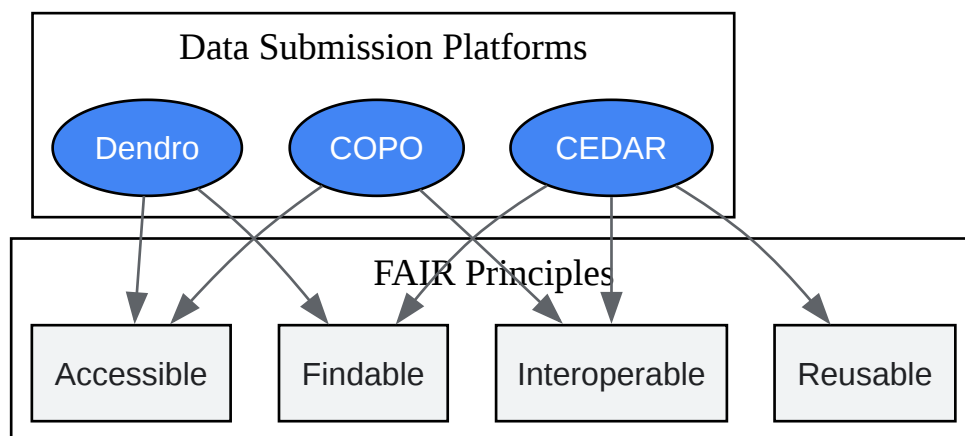 Data Submission Platforms
Dendro
COPO
CEDAR
FAIR Principles
Accessible
Findable
Interoperable
Reusable